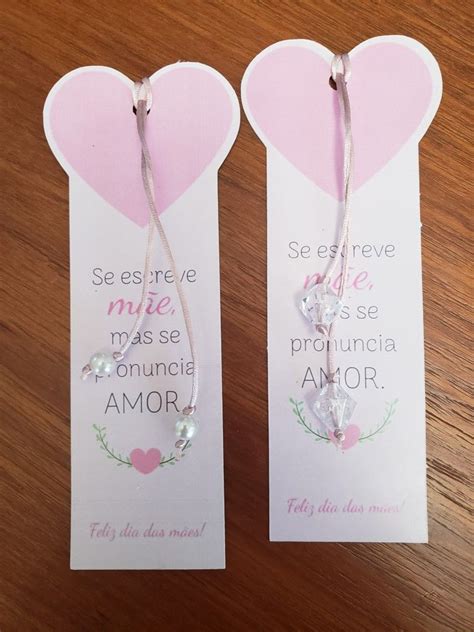 Se escreve
mãe,
mas se
pronuncia
AMOR.
Feliz dia das mães!
Se escreve
mãe,
mas se
pronuncia
AMOR.
Feliz dia das mães!